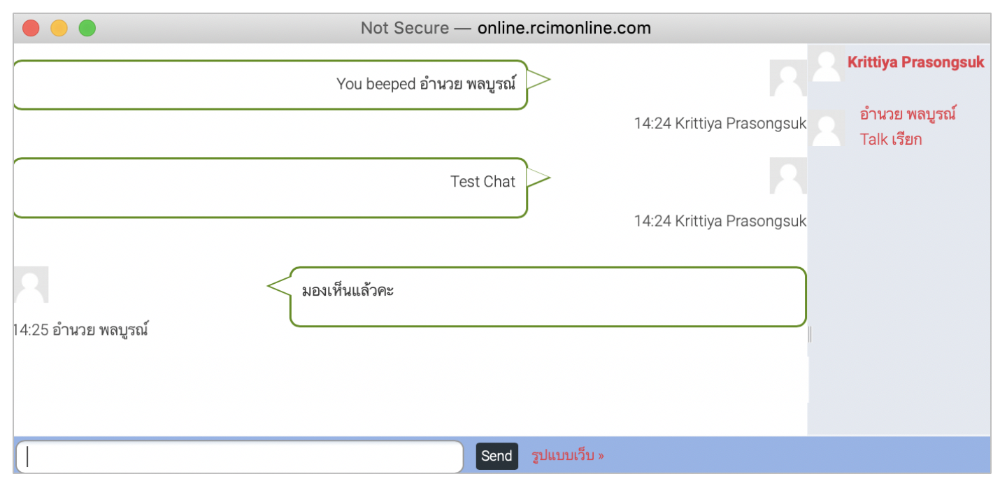 Not Secure — online.rcimonline.com
You beeped อำนวย พลบูรณ์
14:24 Krittiya Prasongsuk
Test Chat
14:24 Krittiya Prasongsuk
มองเห็นแล้วคะ
14:25 อำนวย พลบูรณ์
Krittiya Prasongsuk
อำนวย พลบูรณ์
Talk เรียก
Send รูปแบบเว็บ »